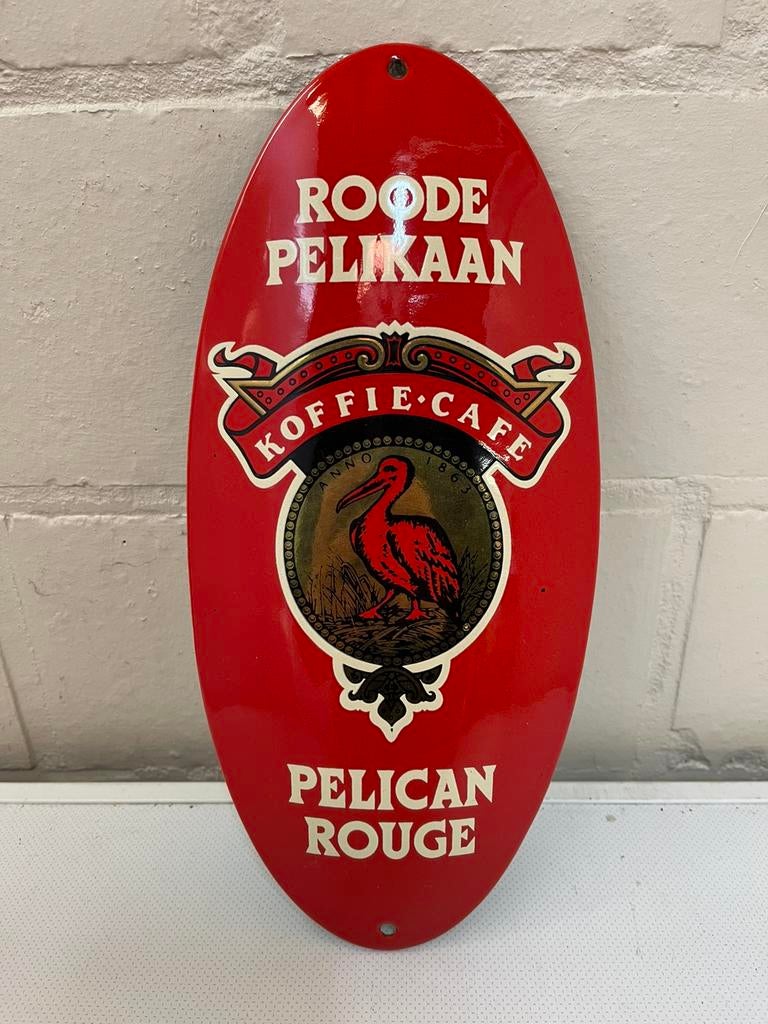 ROODE
PELIKAAN
KOFFIE·CAFE
ANNO 1863
PELICAN
ROUGE